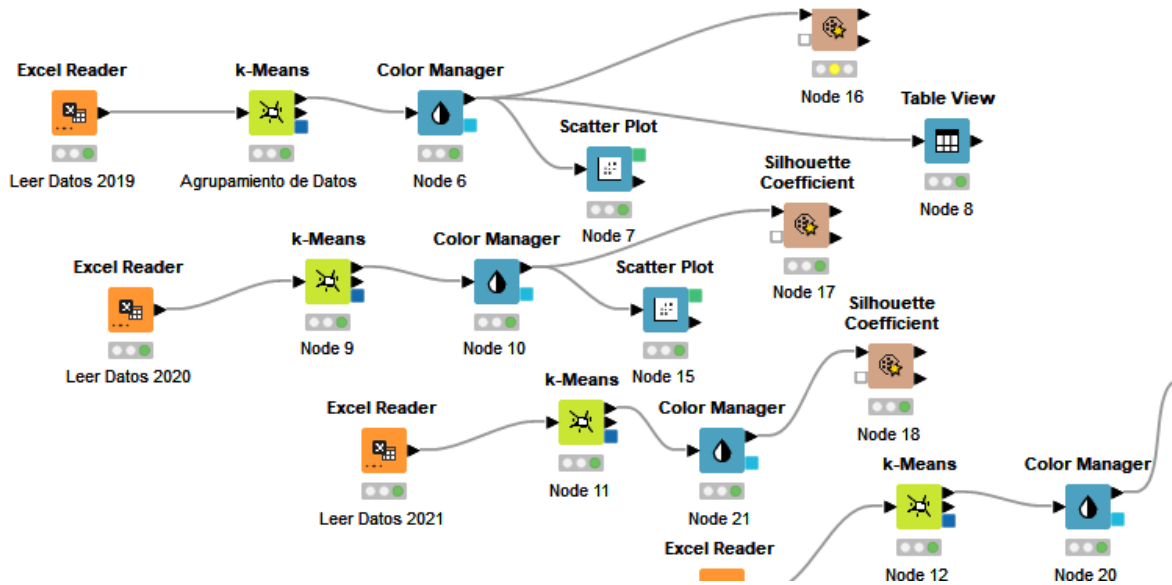 Excel Reader
k-Means
Color Manager
Node 16
Table View
Leer Datos 2019
Agrupamiento de Datos
Node 6
Scatter Plot
Node 7
Node 8
Silhouette
Coefficient
Node 17
Excel Reader
k-Means
Color Manager
Scatter Plot
Leer Datos 2020
Node 9
Node 10
Node 15
Silhouette
Coefficient
Node 18
Excel Reader
k-Means
Color Manager
Leer Datos 2021
Node 11
Node 21
Excel Reader
k-Means
Color Manager
Node 12
Node 20